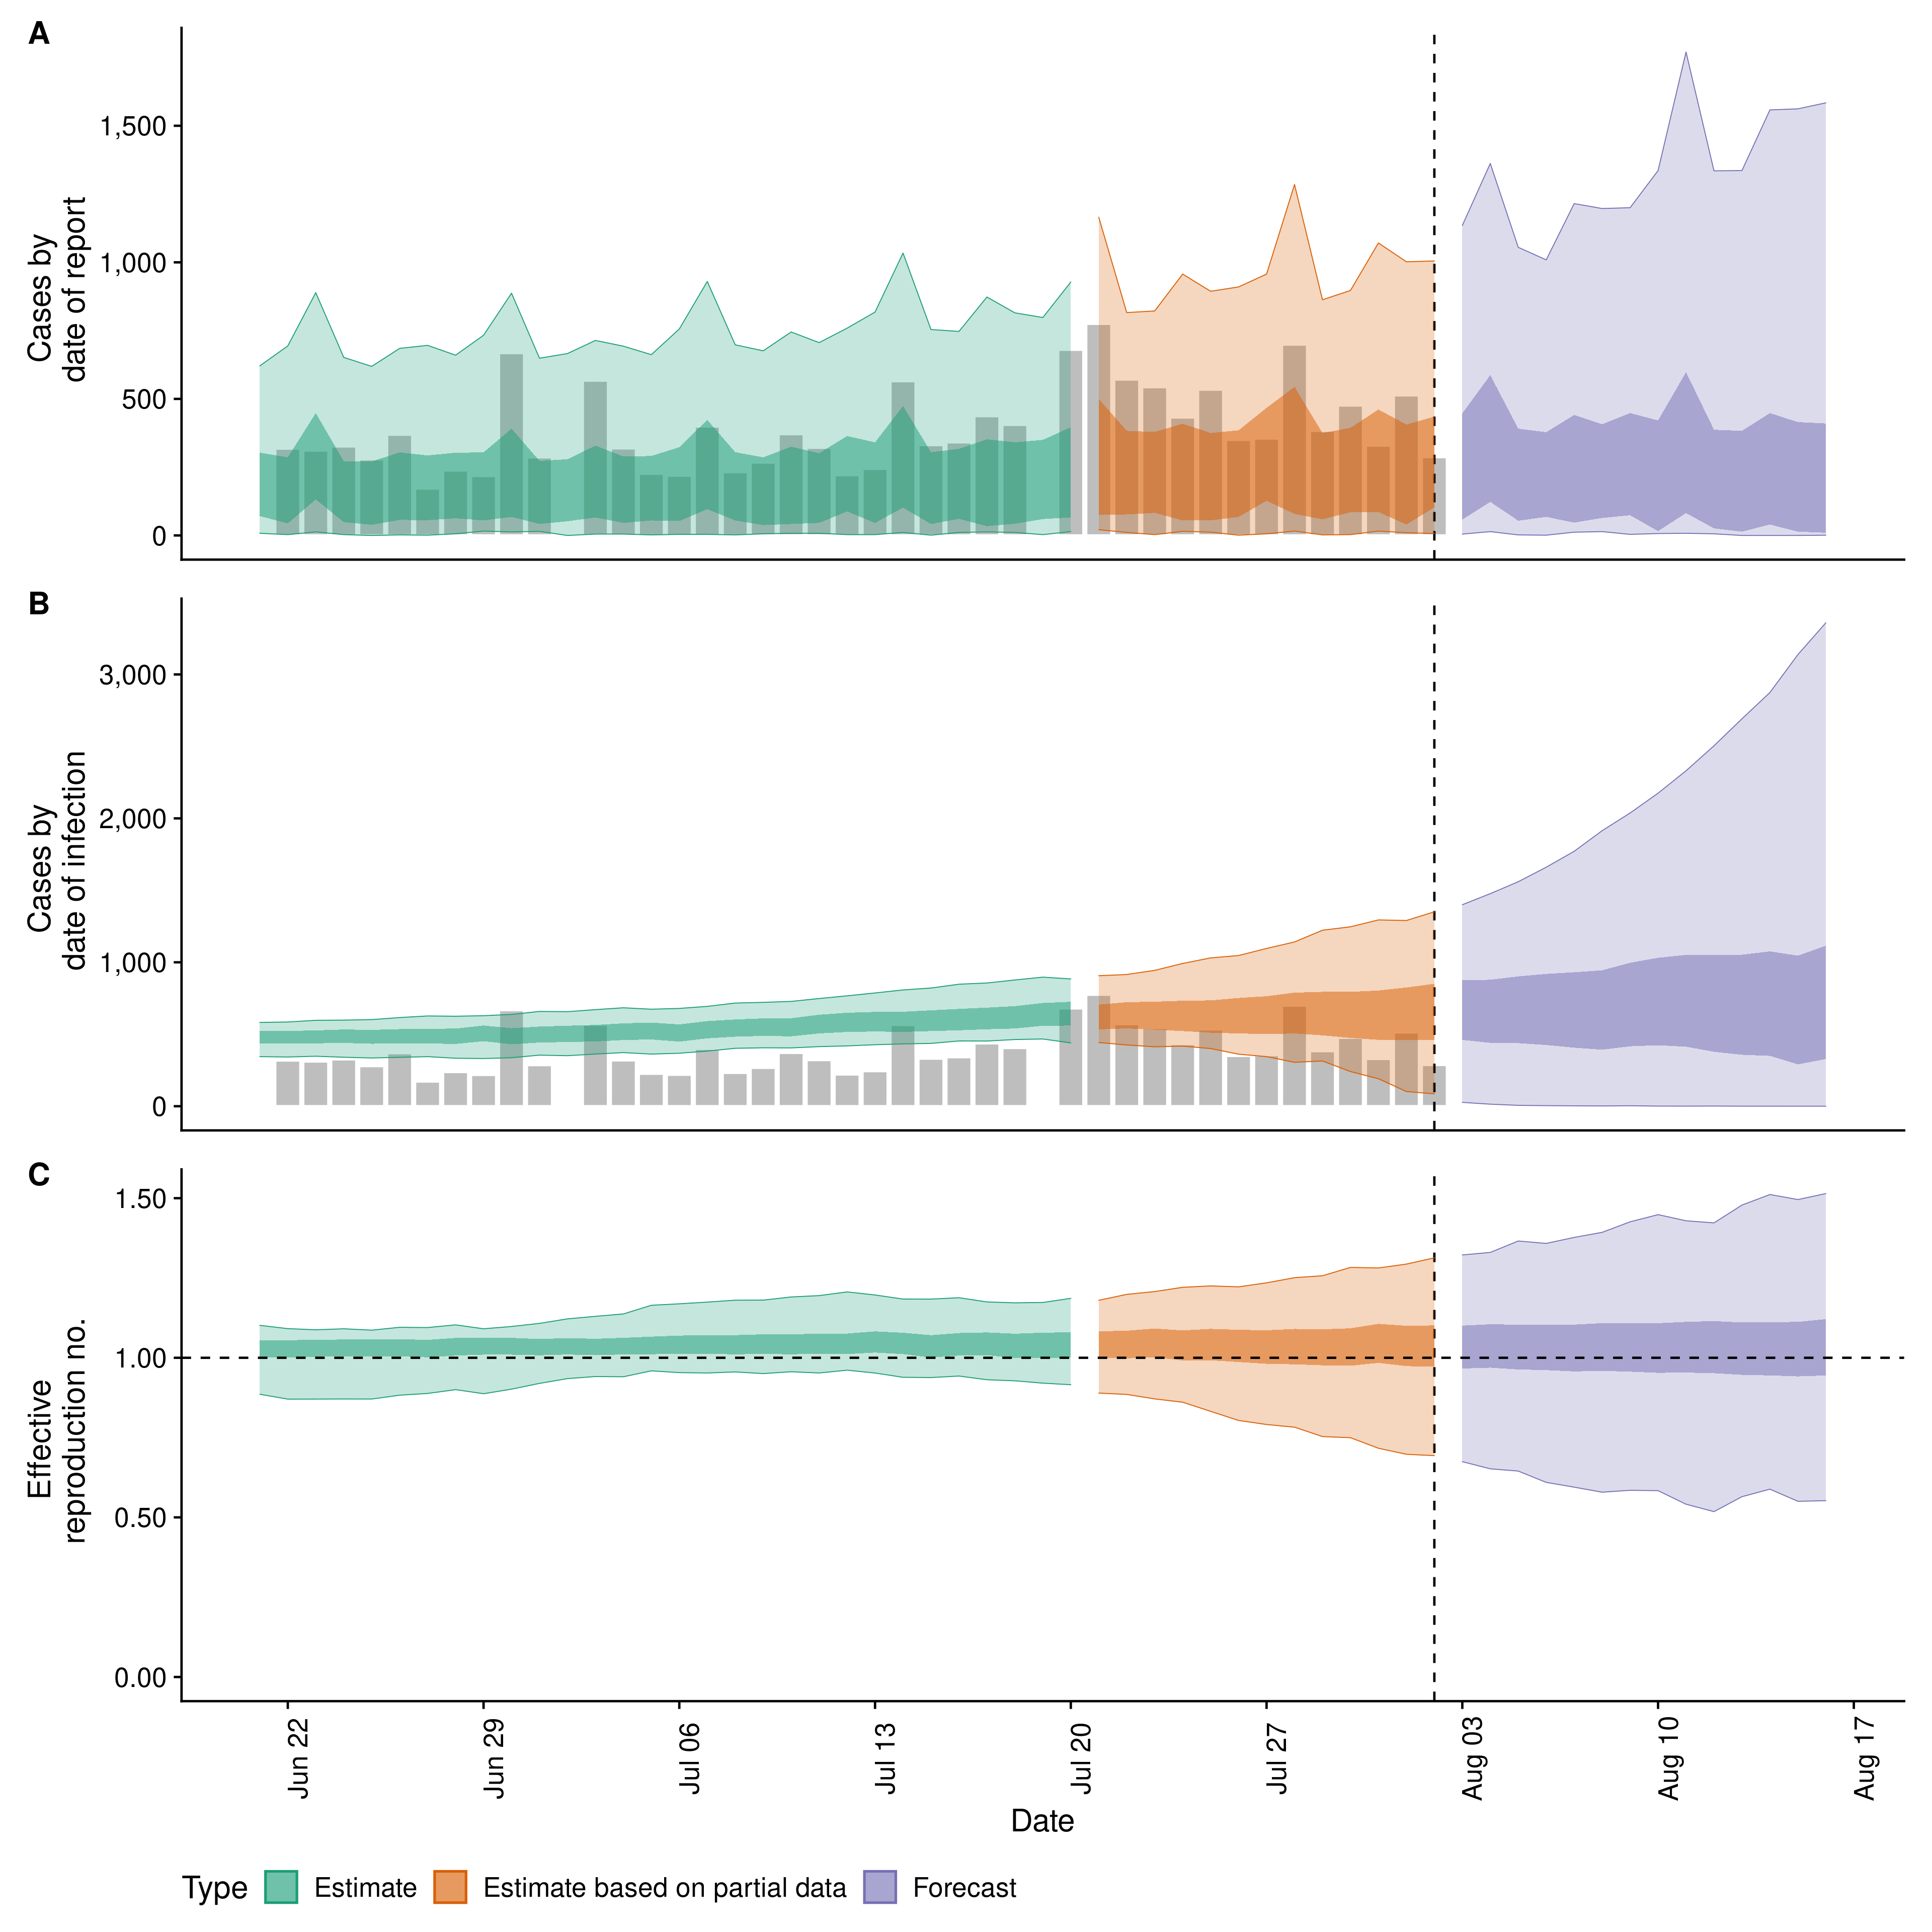 A
Cases by
date of report
1,500
1,000
500
0
B
Cases by
date of infection
3,000
2,000
1,000
0
C
Effective
reproduction no.
1.50
1.00
0.50
0.00
Jun 22
Jun 29
Jul 06
Jul 13
Jul 20
Jul 27
Aug 03
Aug 10
Aug 17
Date
Type Estimate Estimate based on partial data Forecast